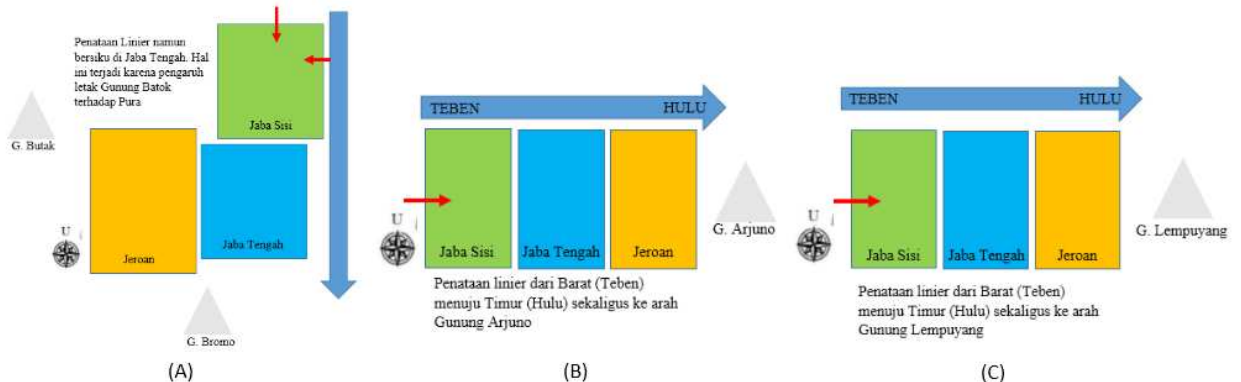 Penataan Linier namun
bersiku di Jaba Tengah. Hal
ini terjadi karena pengaruh
letak Gunung Batok
terhadap Pura
Jaba Sisi
G. Butak
U
Jeroan
Jaba Tengah
G. Bromo
(A)
TEBEN HULU
G. Arjuno
U
Jaba Sisi
Jaba Tengah
Jeroan
Penataan linier dari Barat (Teben)
menuju Timur (Hulu) sekaligus ke arah
Gunung Arjuno
(B)
TEBEN HULU
G. Lempuyang
U
Jaba Sisi
Jaba Tengah
Jeroan
Penataan linier dari Barat (Teben)
menuju Timur (Hulu) sekaligus ke arah
Gunung Lempuyang
(C)